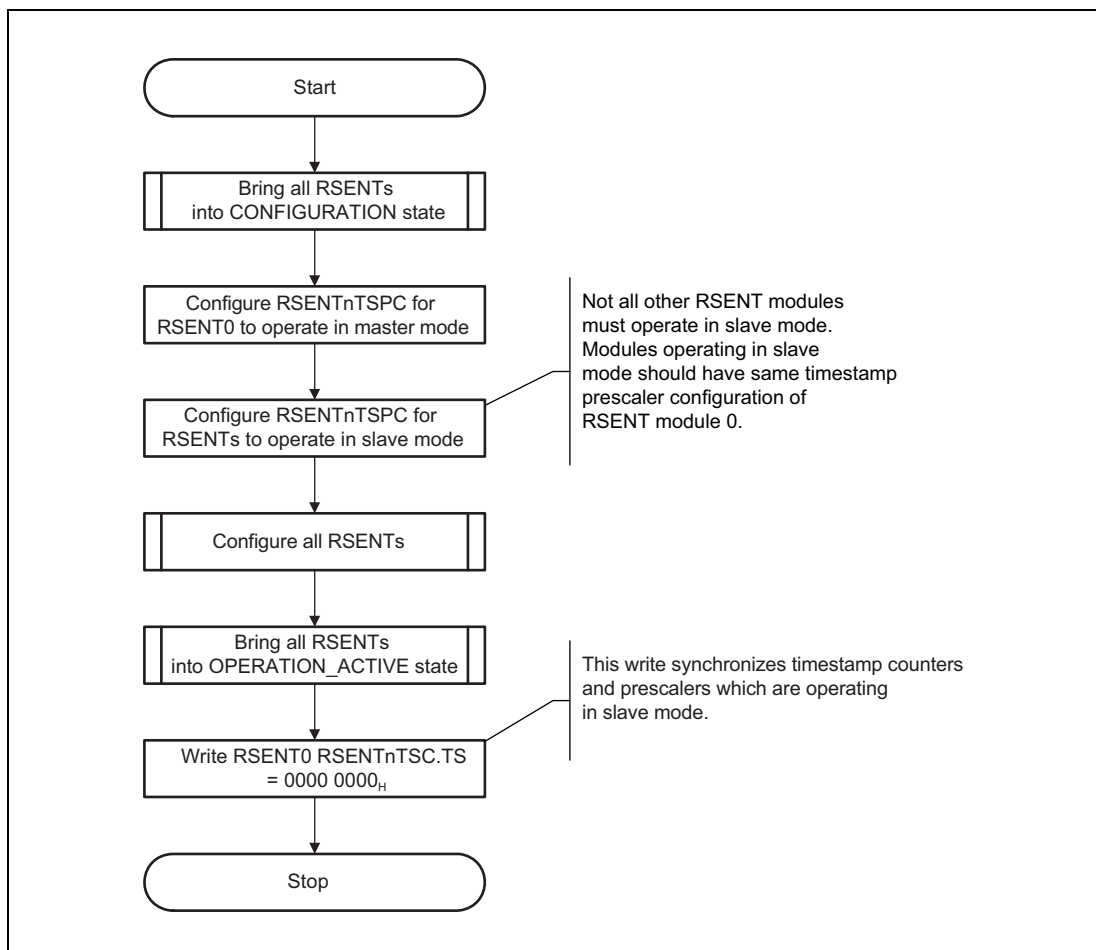 Start
Bring all RSENTs
into CONFIGURATION state
Configure RSENTnTSPC for
RSENT0 to operate in master mode
Not all other RSENT modules
must operate in slave mode.
Modules operating in slave
mode should have same timestamp
prescaler configuration of
RSENT module 0.
Configure RSENTnTSPC for
RSENTs to operate in slave mode
Configure all RSENTs
Bring all RSENTs
into OPERATION_ACTIVE state
This write synchronizes timestamp counters
and prescalers which are operating
in slave mode.
Write RSENT0 RSENTnTSC.TS
= 0000 0000H
Stop